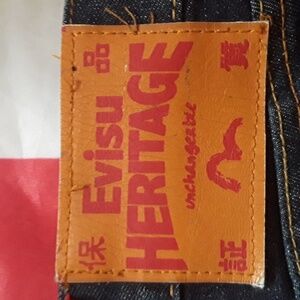 保 品
Evisu
HERITAGE
unchangeable
証 質